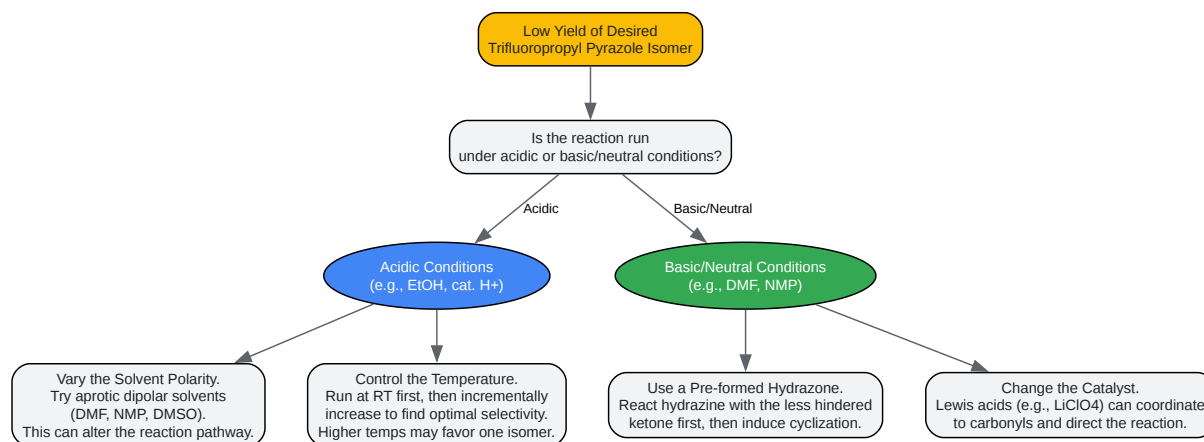 Low Yield of Desired
Trifluoropropyl Pyrazole Isomer
Is the reaction run
under acidic or basic/neutral conditions?
Acidic
Basic/Neutral
Acidic Conditions
(e.g., EtOH, cat. H+)
Basic/Neutral Conditions
(e.g., DMF, NMP)
Vary the Solvent Polarity.
Try aprotic dipolar solvents
(DMF, NMP, DMSO).
This can alter the reaction pathway.
Control the Temperature.
Run at RT first, then incrementally
increase to find optimal selectivity.
Higher temps may favor one isomer.
Use a Pre-formed Hydrazone.
React hydrazine with the less hindered
ketone first, then induce cyclization.
Change the Catalyst.
Lewis acids (e.g., LiClO4) can coordinate
to carbonyls and direct the reaction.